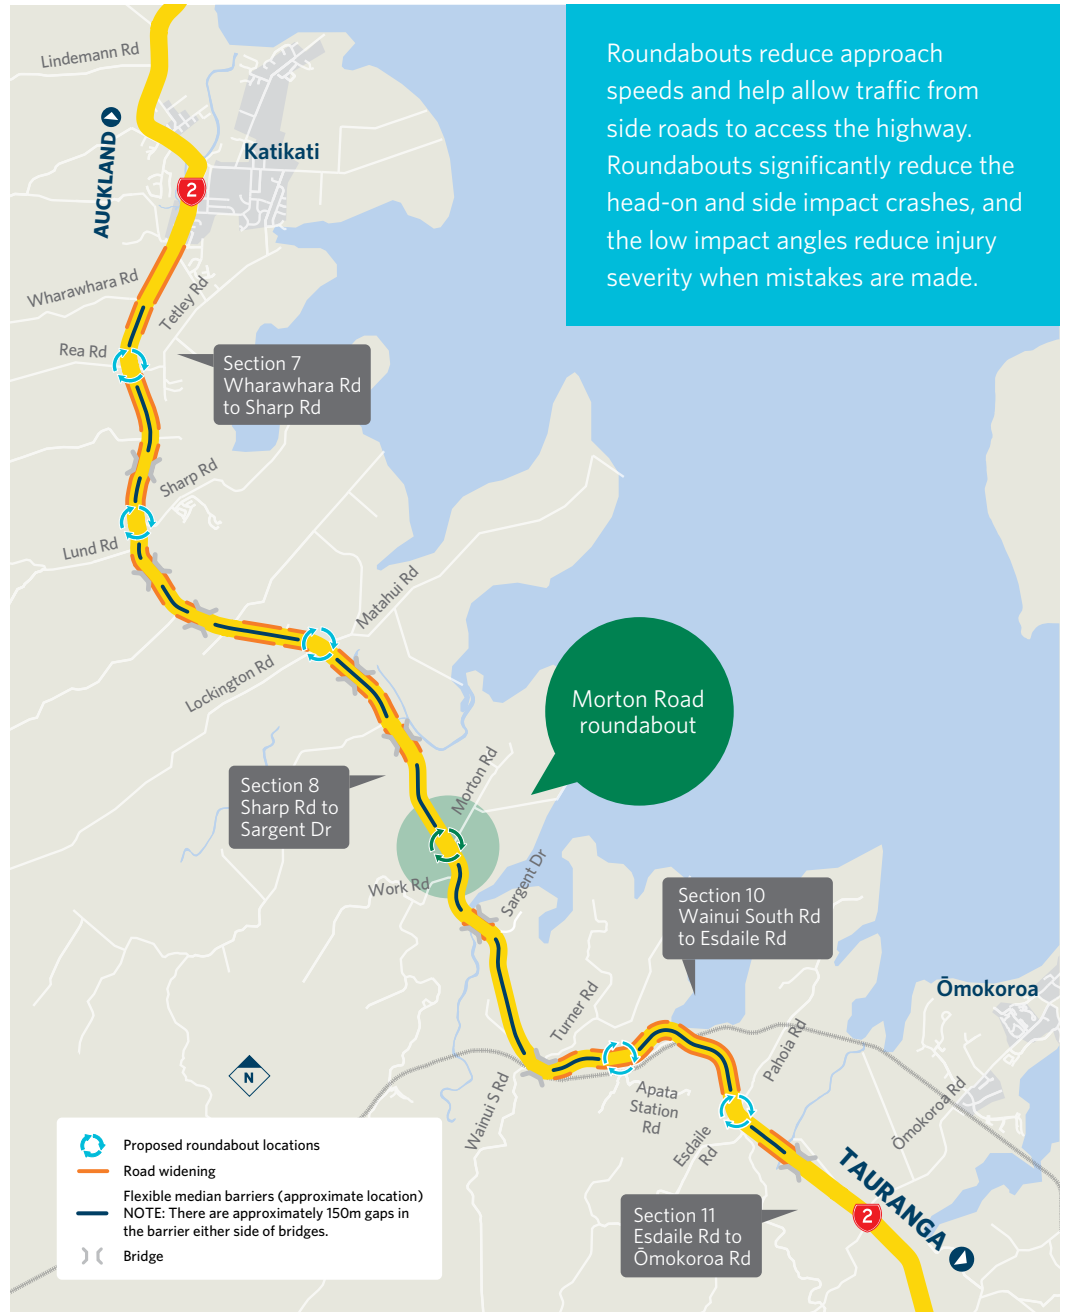 Roundabouts reduce approach
speeds and help allow traffic from
side roads to access the highway.
Roundabouts significantly reduce the
head-on and side impact crashes, and
the low impact angles reduce injury
severity when mistakes are made.
Lindemann Rd
AUCKLAND
Katikati
2
Wharawhara Rd
Tetley Rd
Rea Rd
Section 7
Wharawhara Rd
to Sharp Rd
Sharp Rd
Lund Rd
Matahui Rd
Lockington Rd
Morton Road
roundabout
Section 8
Sharp Rd to
Sargent Dr
Morton Rd
Work Rd
Sargent Dr
Section 10
Wainui South Rd
to Esdaile Rd
Ōmokoroa
Turner Rd
Pahoia Rd
Wainui S Rd
Apata
Station
Rd
Esdaile
Rd
Ōmokoroa Rd
TAURANGA
2
Section 11
Esdaile Rd to
Ōmokoroa Rd
N
Proposed roundabout locations
Road widening
Flexible median barriers (approximate location)
NOTE: There are approximately 150m gaps in
the barrier either side of bridges.
Bridge